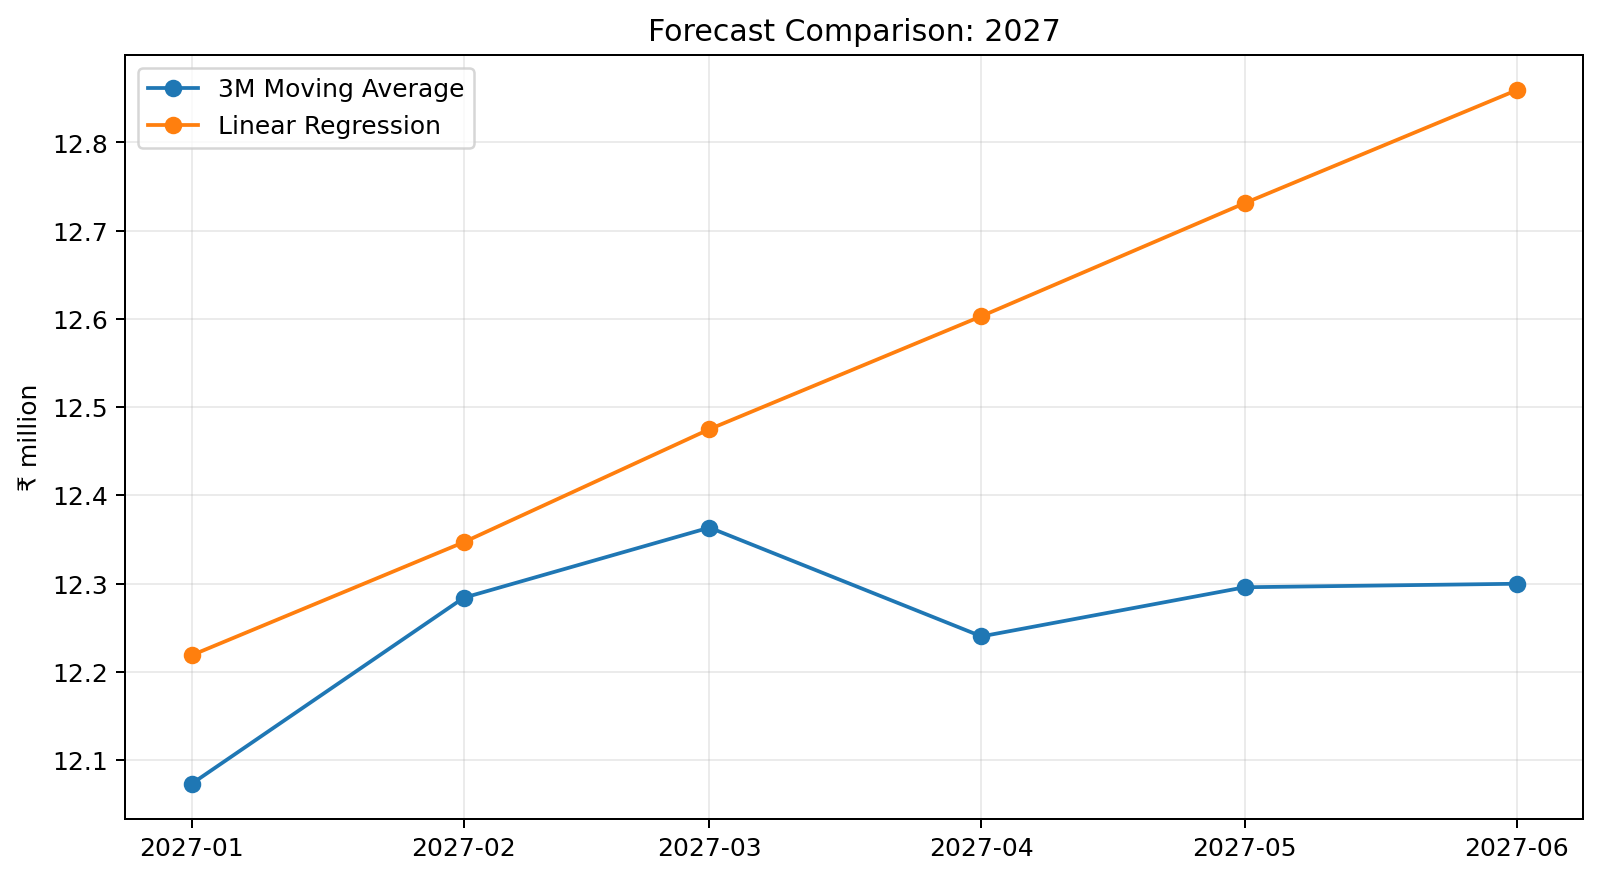 Forecast Comparison: 2027
3M Moving Average
Linear Regression
₹ million
12.8
12.7
12.6
12.5
12.4
12.3
12.2
12.1
2027-01 2027-02 2027-03 2027-04 2027-05 2027-06